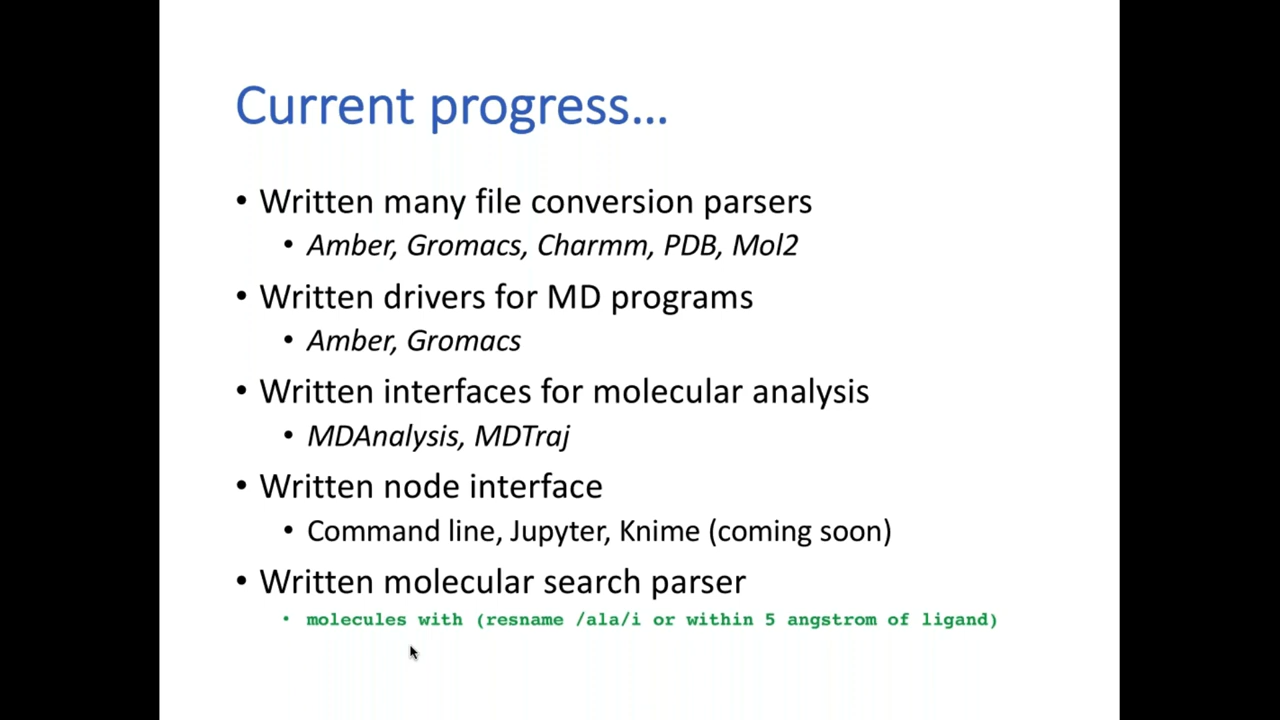 Current progress...
• Written many file conversion parsers
• Amber, Gromacs, Charmm, PDB, Mol2
• Written drivers for MD programs
• Amber, Gromacs
• Written interfaces for molecular analysis
• MDAnalysis, MDTraj
• Written node interface
• Command line, Jupyter, Knime (coming soon)
• Written molecular search parser
• molecules with (resname /ala/i or within 5 angstrom of ligand)